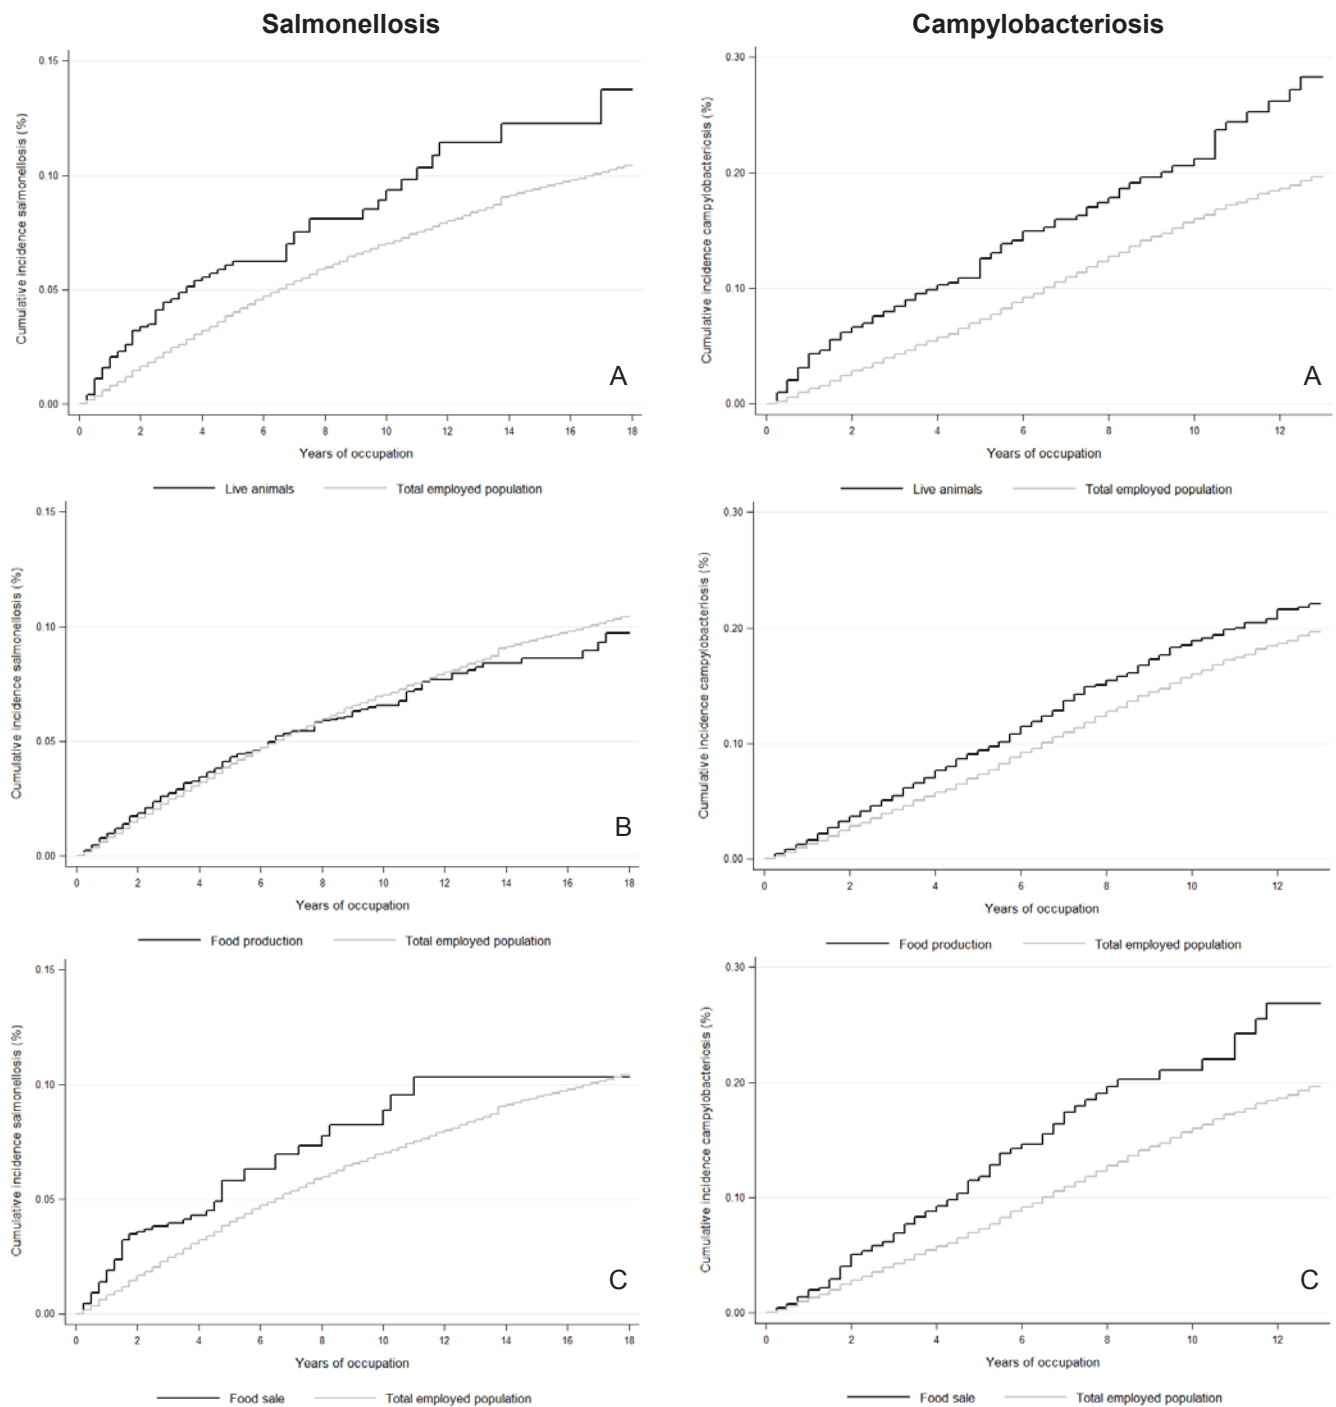 Salmonellosis
Campylobacteriosis
Cumulative incidence salmonellosis (%)
0.15
0.10
0.05
0.00
A
0 2 4 6 8 10 12 14 16 18
Years of occupation
Live animals Total employed population
Cumulative incidence campylobacteriosis (%)
0.30
0.20
0.10
0.00
A
0 2 4 6 8 10 12
Years of occupation
Live animals Total employed population
Cumulative incidence salmonellosis (%)
0.15
0.10
0.05
0.00
B
0 2 4 6 8 10 12 14 16 18
Years of occupation
Food production Total employed population
Cumulative incidence campylobacteriosis (%)
0.30
0.20
0.10
0.00
0 2 4 6 8 10 12
Years of occupation
Food production Total employed population
Cumulative incidence salmonellosis (%)
0.15
0.10
0.05
0.00
C
0 2 4 6 8 10 12 14 16 18
Years of occupation
Food sale Total employed population
Cumulative incidence campylobacteriosis (%)
0.30
0.20
0.10
0.00
C
0 2 4 6 8 10 12
Years of occupation
Food sale Total employed population